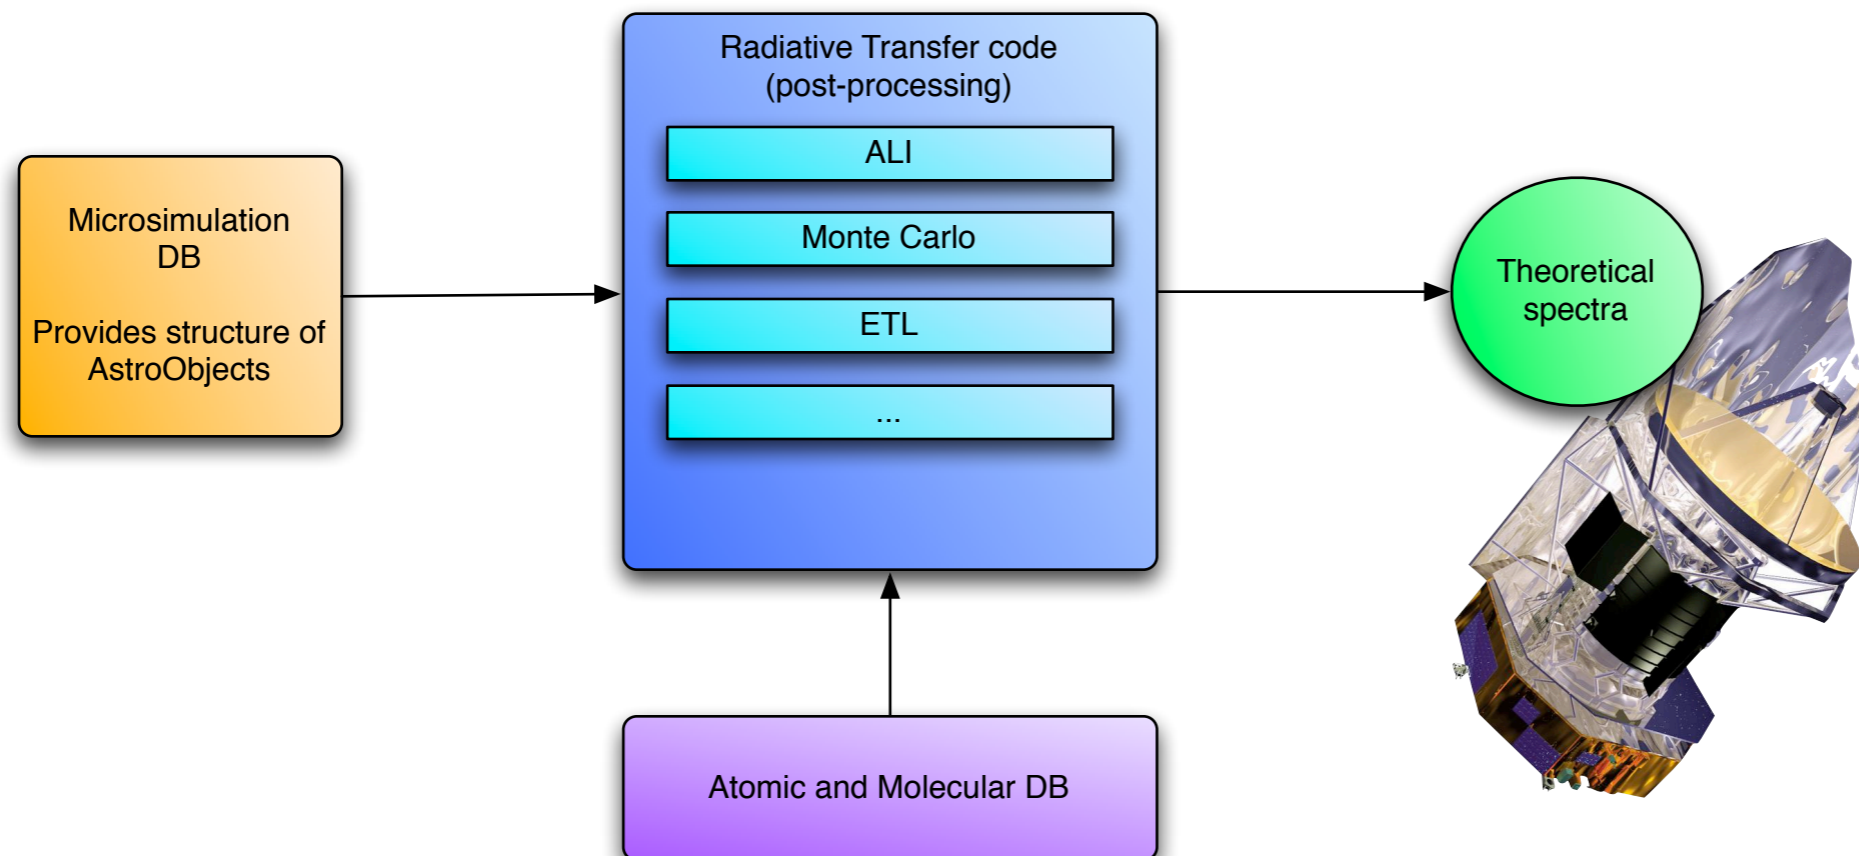 Radiative Transfer code
(post-processing)
ALI
Monte Carlo
ETL
...
Microsimulation
DB
Provides structure of
AstroObjects
Theoretical
spectra
Atomic and Molecular DB